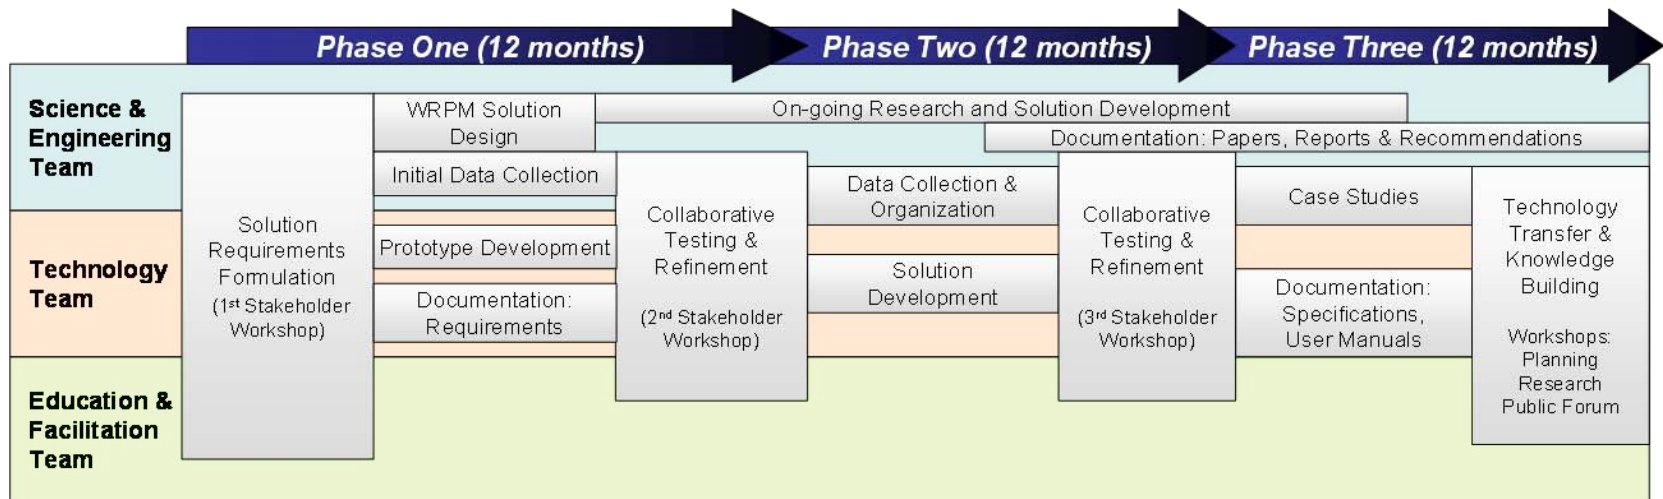 Phase One (12 months)
Phase Two (12 months)
Phase Three (12 months)
Science &
Engineering
Team
Technology
Team
Education &
Facilitation
Team
Solution
Requirements
Formulation
(1st Stakeholder
Workshop)
WRPM Solution
Design
Initial Data Collection
Prototype Development
Documentation:
Requirements
On-going Research and Solution Development
Documentation: Papers, Reports & Recommendations
Collaborative
Testing &
Refinement
(2nd Stakeholder
Workshop)
Data Collection &
Organization
Solution
Development
Collaborative
Testing &
Refinement
(3rd Stakeholder
Workshop)
Case Studies
Documentation:
Specifications,
User Manuals
Technology
Transfer &
Knowledge
Building
Workshops:
Planning
Research
Public Forum